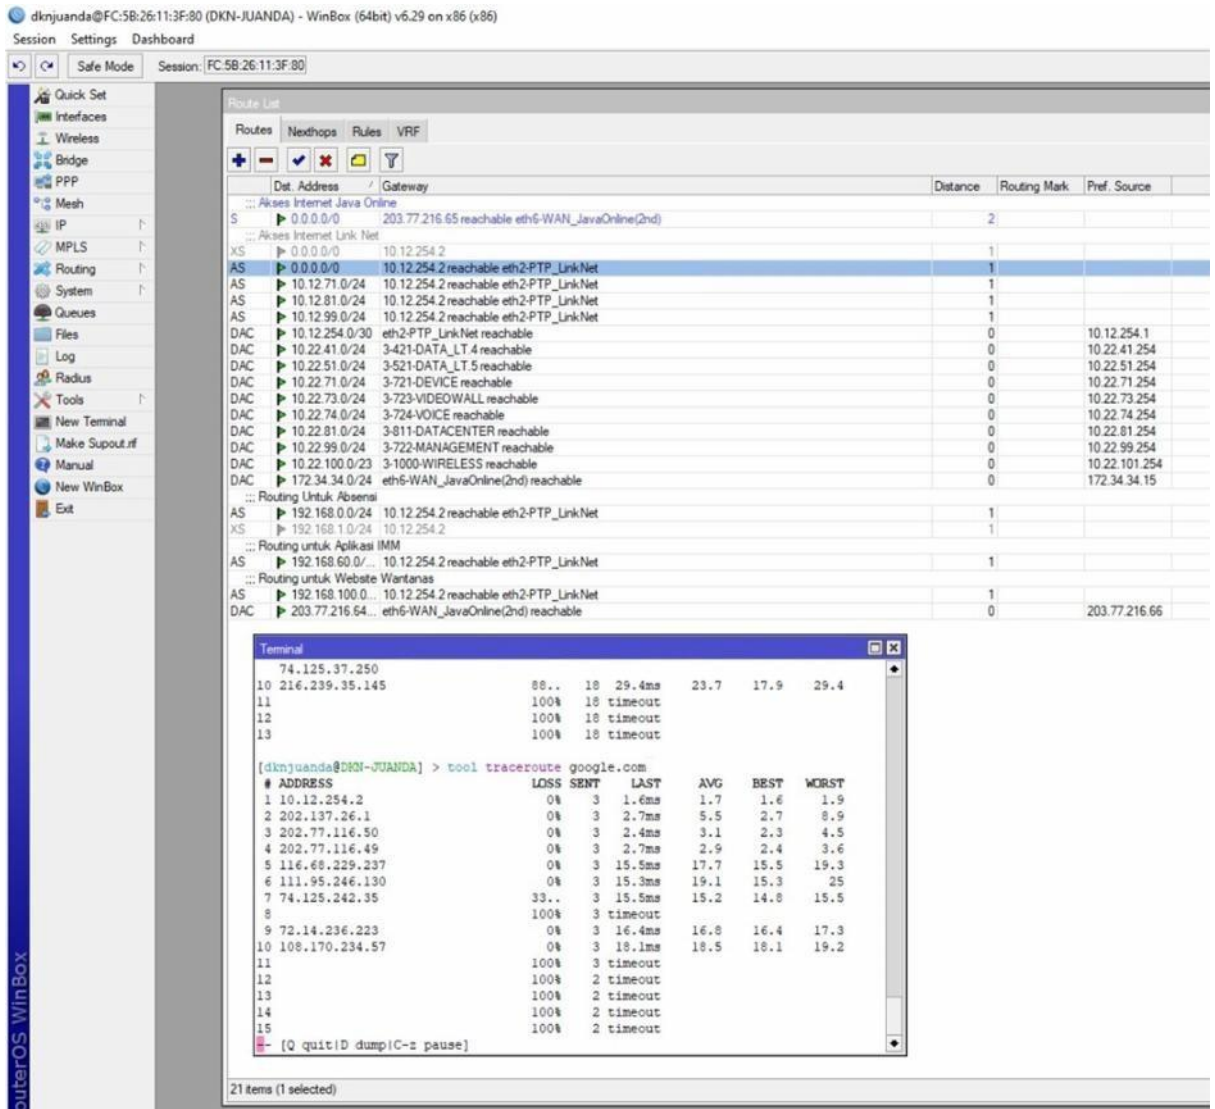 dknjuanda@FC:5B:26:11:3F:80 (DKN-JUANDA) - WinBox (64bit) v6.29 on x86 (x86)
Session Settings Dashboard
Safe Mode Session: FC:5B:26:11:3F:80
Quick Set
Interfaces
Wireless
Bridge
PPP
Mesh
IP
MPLS
Routing
System
Queues
Files
Log
Radius
Tools
New Terminal
Make Supout.rif
Manual
New WinBox
Exit
outerOS WinBox
Route List
Routes Nexthops Rules VRF
Dst. Address / Gateway Distance Routing Mark Pref. Source
::: Akses Internet Java Online
S 0.0.0.0/0 203.77.216.65 reachable eth6-WAN_JavaOnline(2nd) 2
::: Akses Internet Link Net
XS 0.0.0.0/0 10.12.254.2 1
AS 0.0.0.0/0 10.12.254.2 reachable eth2-PTP_LinkNet 1
AS 10.12.71.0/24 10.12.254.2 reachable eth2-PTP_LinkNet 1
AS 10.12.81.0/24 10.12.254.2 reachable eth2-PTP_LinkNet 1
AS 10.12.99.0/24 10.12.254.2 reachable eth2-PTP_LinkNet 1
DAC 10.12.254.0/30 eth2-PTP_LinkNet reachable 0 10.12.254.1
DAC 10.22.41.0/24 3-421-DATA_LT.4 reachable 0 10.22.41.254
DAC 10.22.51.0/24 3-521-DATA_LT.5 reachable 0 10.22.51.254
DAC 10.22.71.0/24 3-721-DEVICE reachable 0 10.22.71.254
DAC 10.22.73.0/24 3-723-VIDEOWALL reachable 0 10.22.73.254
DAC 10.22.74.0/24 3-724-VOICE reachable 0 10.22.74.254
DAC 10.22.81.0/24 3-811-DATACENTER reachable 0 10.22.81.254
DAC 10.22.99.0/24 3-722-MANAGEMENT reachable 0 10.22.99.254
DAC 10.22.100.0/23 3-1000-WIRELESS reachable 0 10.22.101.254
DAC 172.34.34.0/24 eth6-WAN_JavaOnline(2nd) reachable 0 172.34.34.15
::: Routing Untuk Absensi
AS 192.168.0.0/24 10.12.254.2 reachable eth2-PTP_LinkNet 1
XS 192.168.1.0/24 10.12.254.2 1
::: Routing untuk Aplikasi IMM
AS 192.168.60.0/... 10.12.254.2 reachable eth2-PTP_LinkNet 1
::: Routing untuk Website Wantanas
AS 192.168.100.0... 10.12.254.2 reachable eth2-PTP_LinkNet 1
DAC 203.77.216.64... eth6-WAN_JavaOnline(2nd) reachable 0 203.77.216.66
Terminal
74.125.37.250
10 216.239.35.145 88.. 18 29.4ms 23.7 17.9 29.4
11 100% 18 timeout
12 100% 18 timeout
13 100% 18 timeout
[dknjuanda@DKN-JUANDA] > tool traceroute google.com
# ADDRESS LOSS SENT LAST AVG BEST WORST
1 10.12.254.2 0% 3 1.6ms 1.7 1.6 1.9
2 202.137.26.1 0% 3 2.7ms 5.5 2.7 8.9
3 202.77.116.50 0% 3 2.4ms 3.1 2.3 4.5
4 202.77.116.49 0% 3 2.7ms 2.9 2.4 3.6
5 116.68.229.237 0% 3 15.5ms 17.7 15.5 19.3
6 111.95.246.130 0% 3 15.3ms 19.1 15.3 25
7 74.125.242.35 33.. 3 15.5ms 15.2 14.8 15.5
8 100% 3 timeout
9 72.14.236.223 0% 3 16.4ms 16.8 16.4 17.3
10 108.170.234.57 0% 3 18.1ms 18.5 18.1 19.2
11 100% 3 timeout
12 100% 2 timeout
13 100% 2 timeout
14 100% 2 timeout
15 100% 2 timeout
-- [Q quit|D dump|C-z pause]
21 items (1 selected)